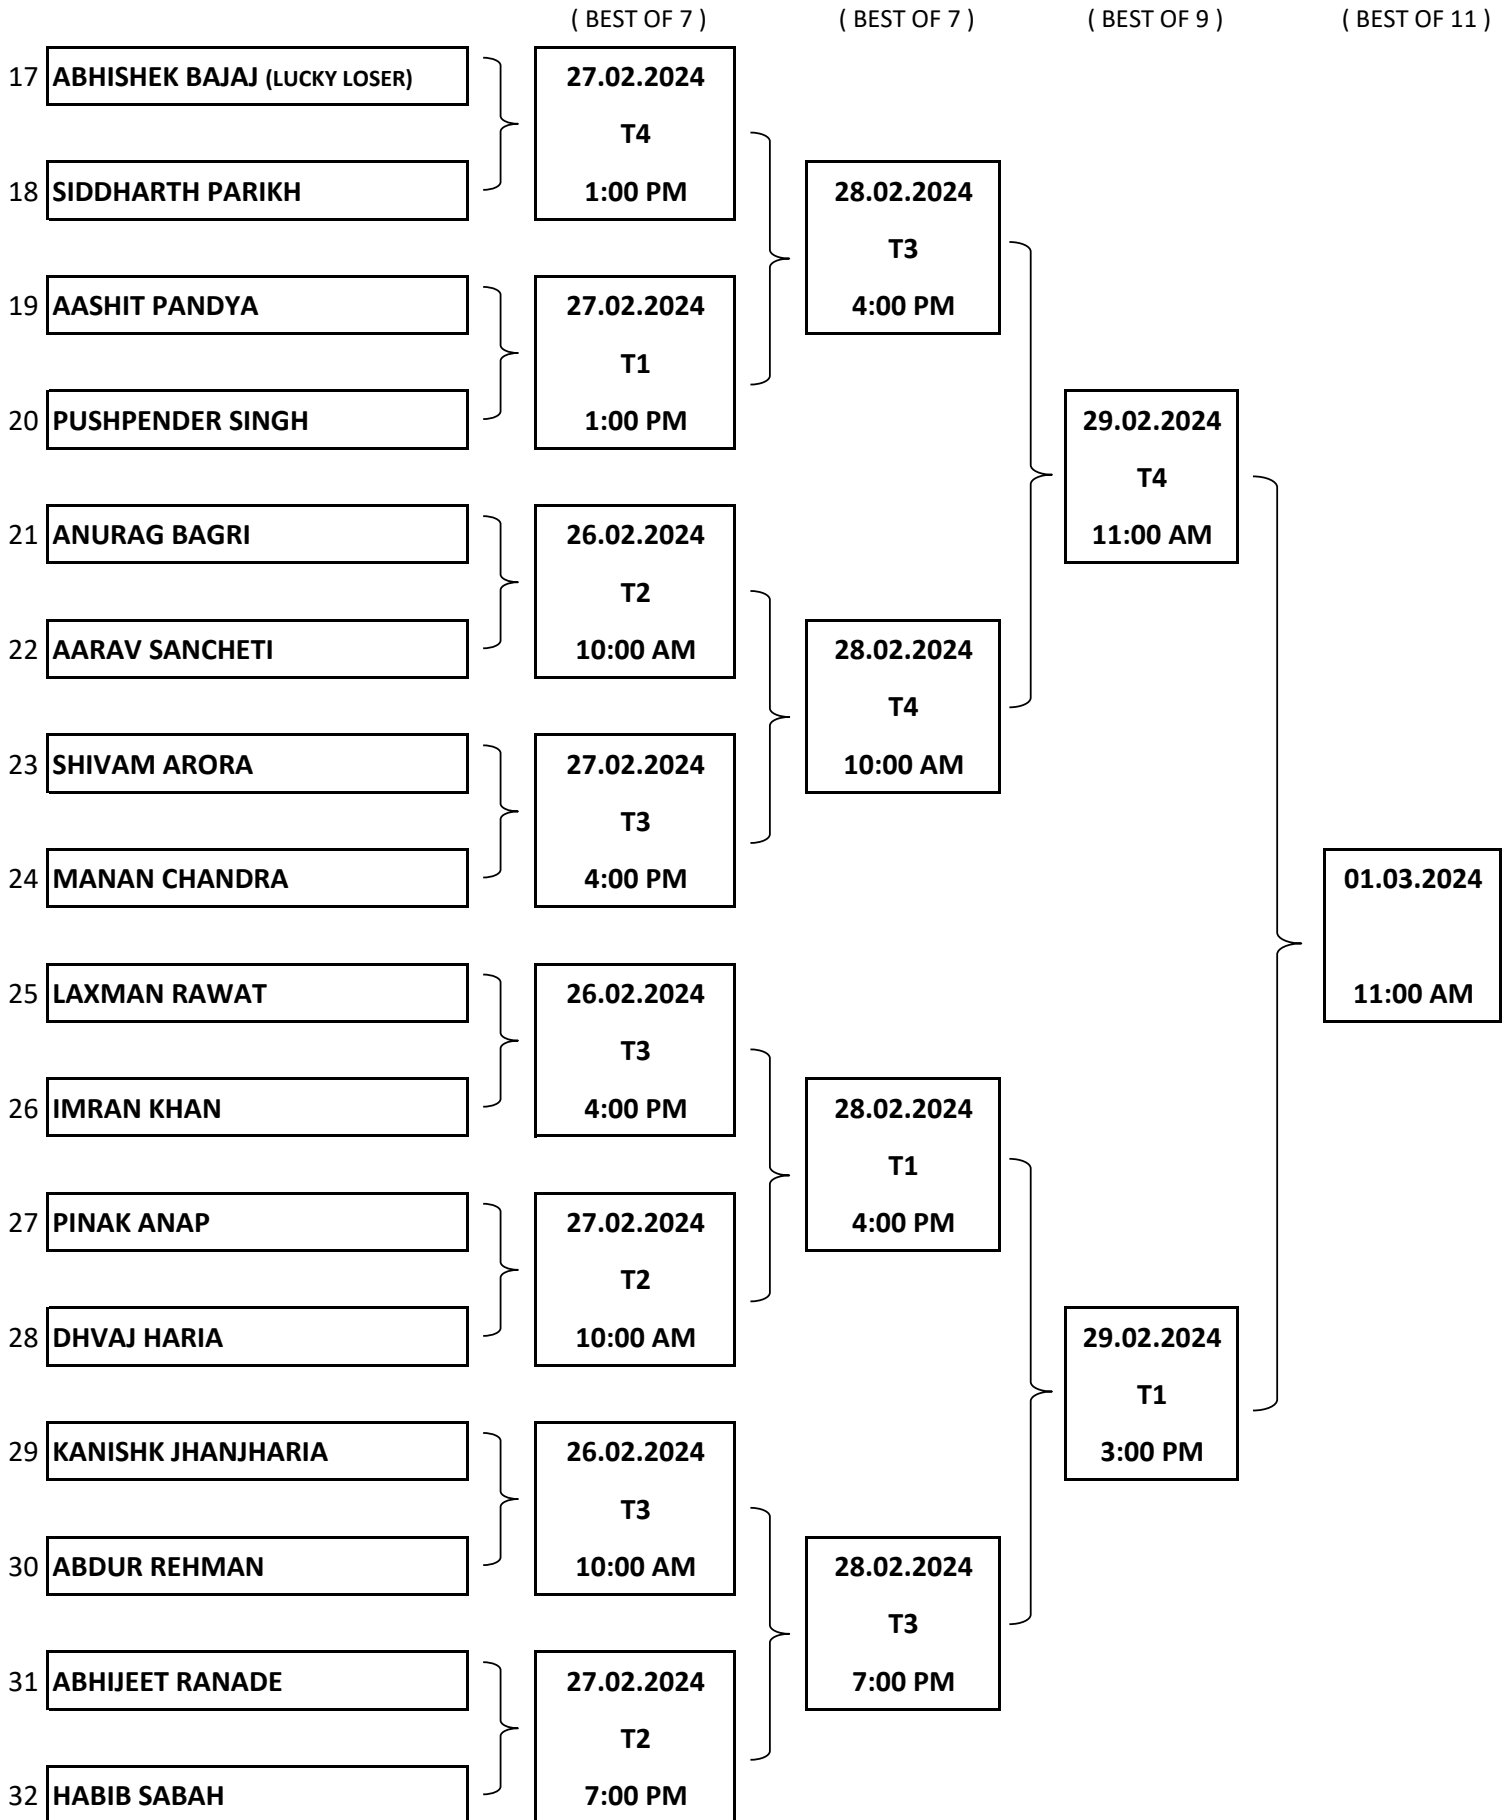 ( BEST OF 7 ) ( BEST OF 7 ) ( BEST OF 9 ) ( BEST OF 11 )
17 ABHISHEK BAJAJ (LUCKY LOSER) 27.02.2024
T4
18 SIDDHARTH PARIKH 1:00 PM 28.02.2024
T3
19 AASHIT PANDYA 27.02.2024 4:00 PM
T1
20 PUSHPENDER SINGH 1:00 PM 29.02.2024
T4
21 ANURAG BAGRI 26.02.2024 11:00 AM
T2
22 AARAV SANCHETI 10:00 AM 28.02.2024
T4
23 SHIVAM ARORA 27.02.2024 10:00 AM
T3
24 MANAN CHANDRA 4:00 PM 01.03.2024
25 LAXMAN RAWAT 26.02.2024 11:00 AM
T3
26 IMRAN KHAN 4:00 PM 28.02.2024
T1
27 PINAK ANAP 27.02.2024 4:00 PM
T2
28 DHVAJ HARIA 10:00 AM 29.02.2024
T1
29 KANISHK JHANJHARIA 26.02.2024 3:00 PM
T3
30 ABDUR REHMAN 10:00 AM 28.02.2024
T3
31 ABHIJEET RANADE 27.02.2024 7:00 PM
T2
32 HABIB SABAH 7:00 PM